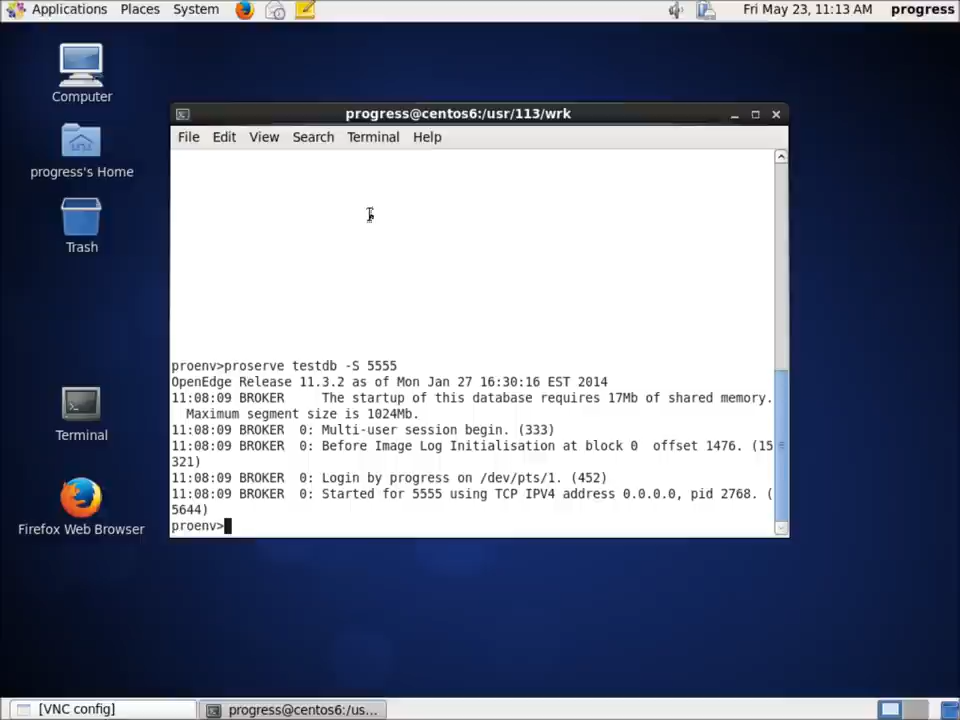 Applications Places System Fri May 23, 11:13 AM progress
Computer
progress's Home
Trash
Terminal
Firefox Web Browser
progress@centos6:/usr/113/wrk
File Edit View Search Terminal Help
proenv>proserve testdb -S 5555
OpenEdge Release 11.3.2 as of Mon Jan 27 16:30:16 EST 2014
11:08:09 BROKER     The startup of this database requires 17Mb of shared memory.
  Maximum segment size is 1024Mb.
11:08:09 BROKER  0: Multi-user session begin. (333)
11:08:09 BROKER  0: Before Image Log Initialisation at block 0  offset 1476. (15
321)
11:08:09 BROKER  0: Login by progress on /dev/pts/1. (452)
11:08:09 BROKER  0: Started for 5555 using TCP IPV4 address 0.0.0.0, pid 2768. (
5644)
proenv>
[VNC config] progress@centos6:/us...